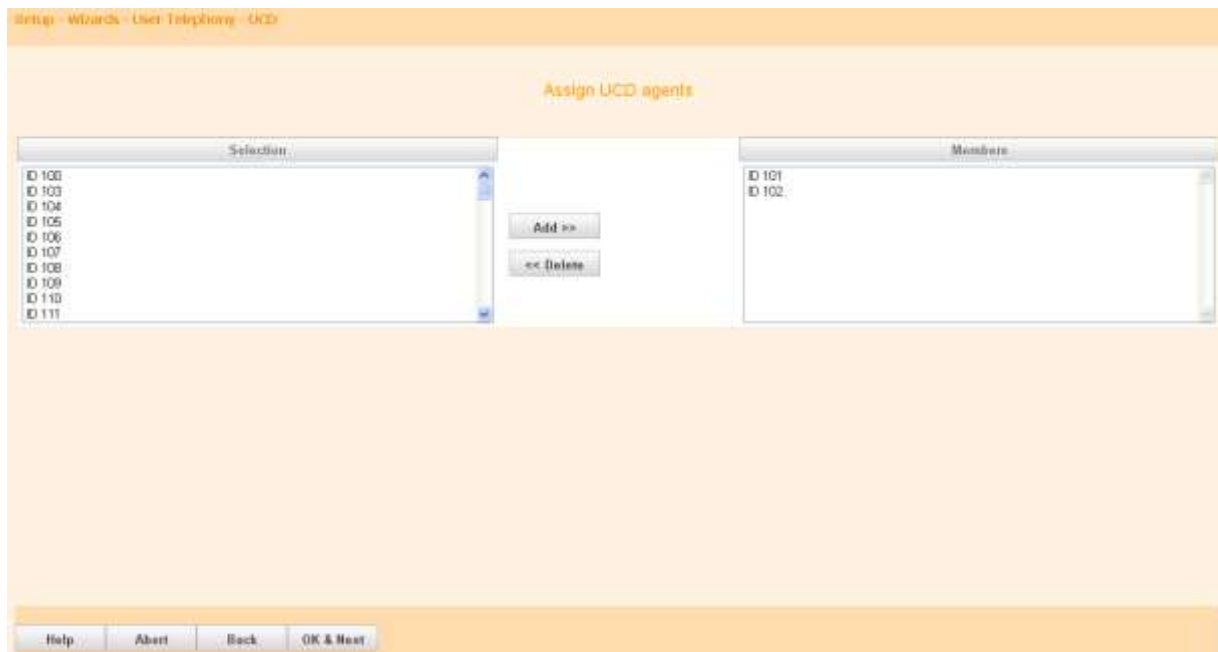 Setup - Wizards - User Telephony - UCD
Assign UCD agents
Selection
Members
ID 100
ID 103
ID 104
ID 105
ID 106
ID 107
ID 108
ID 109
ID 110
ID 111
Add >>
<< Delete
ID 101
ID 102
Help
Abort
Back
OK & Next